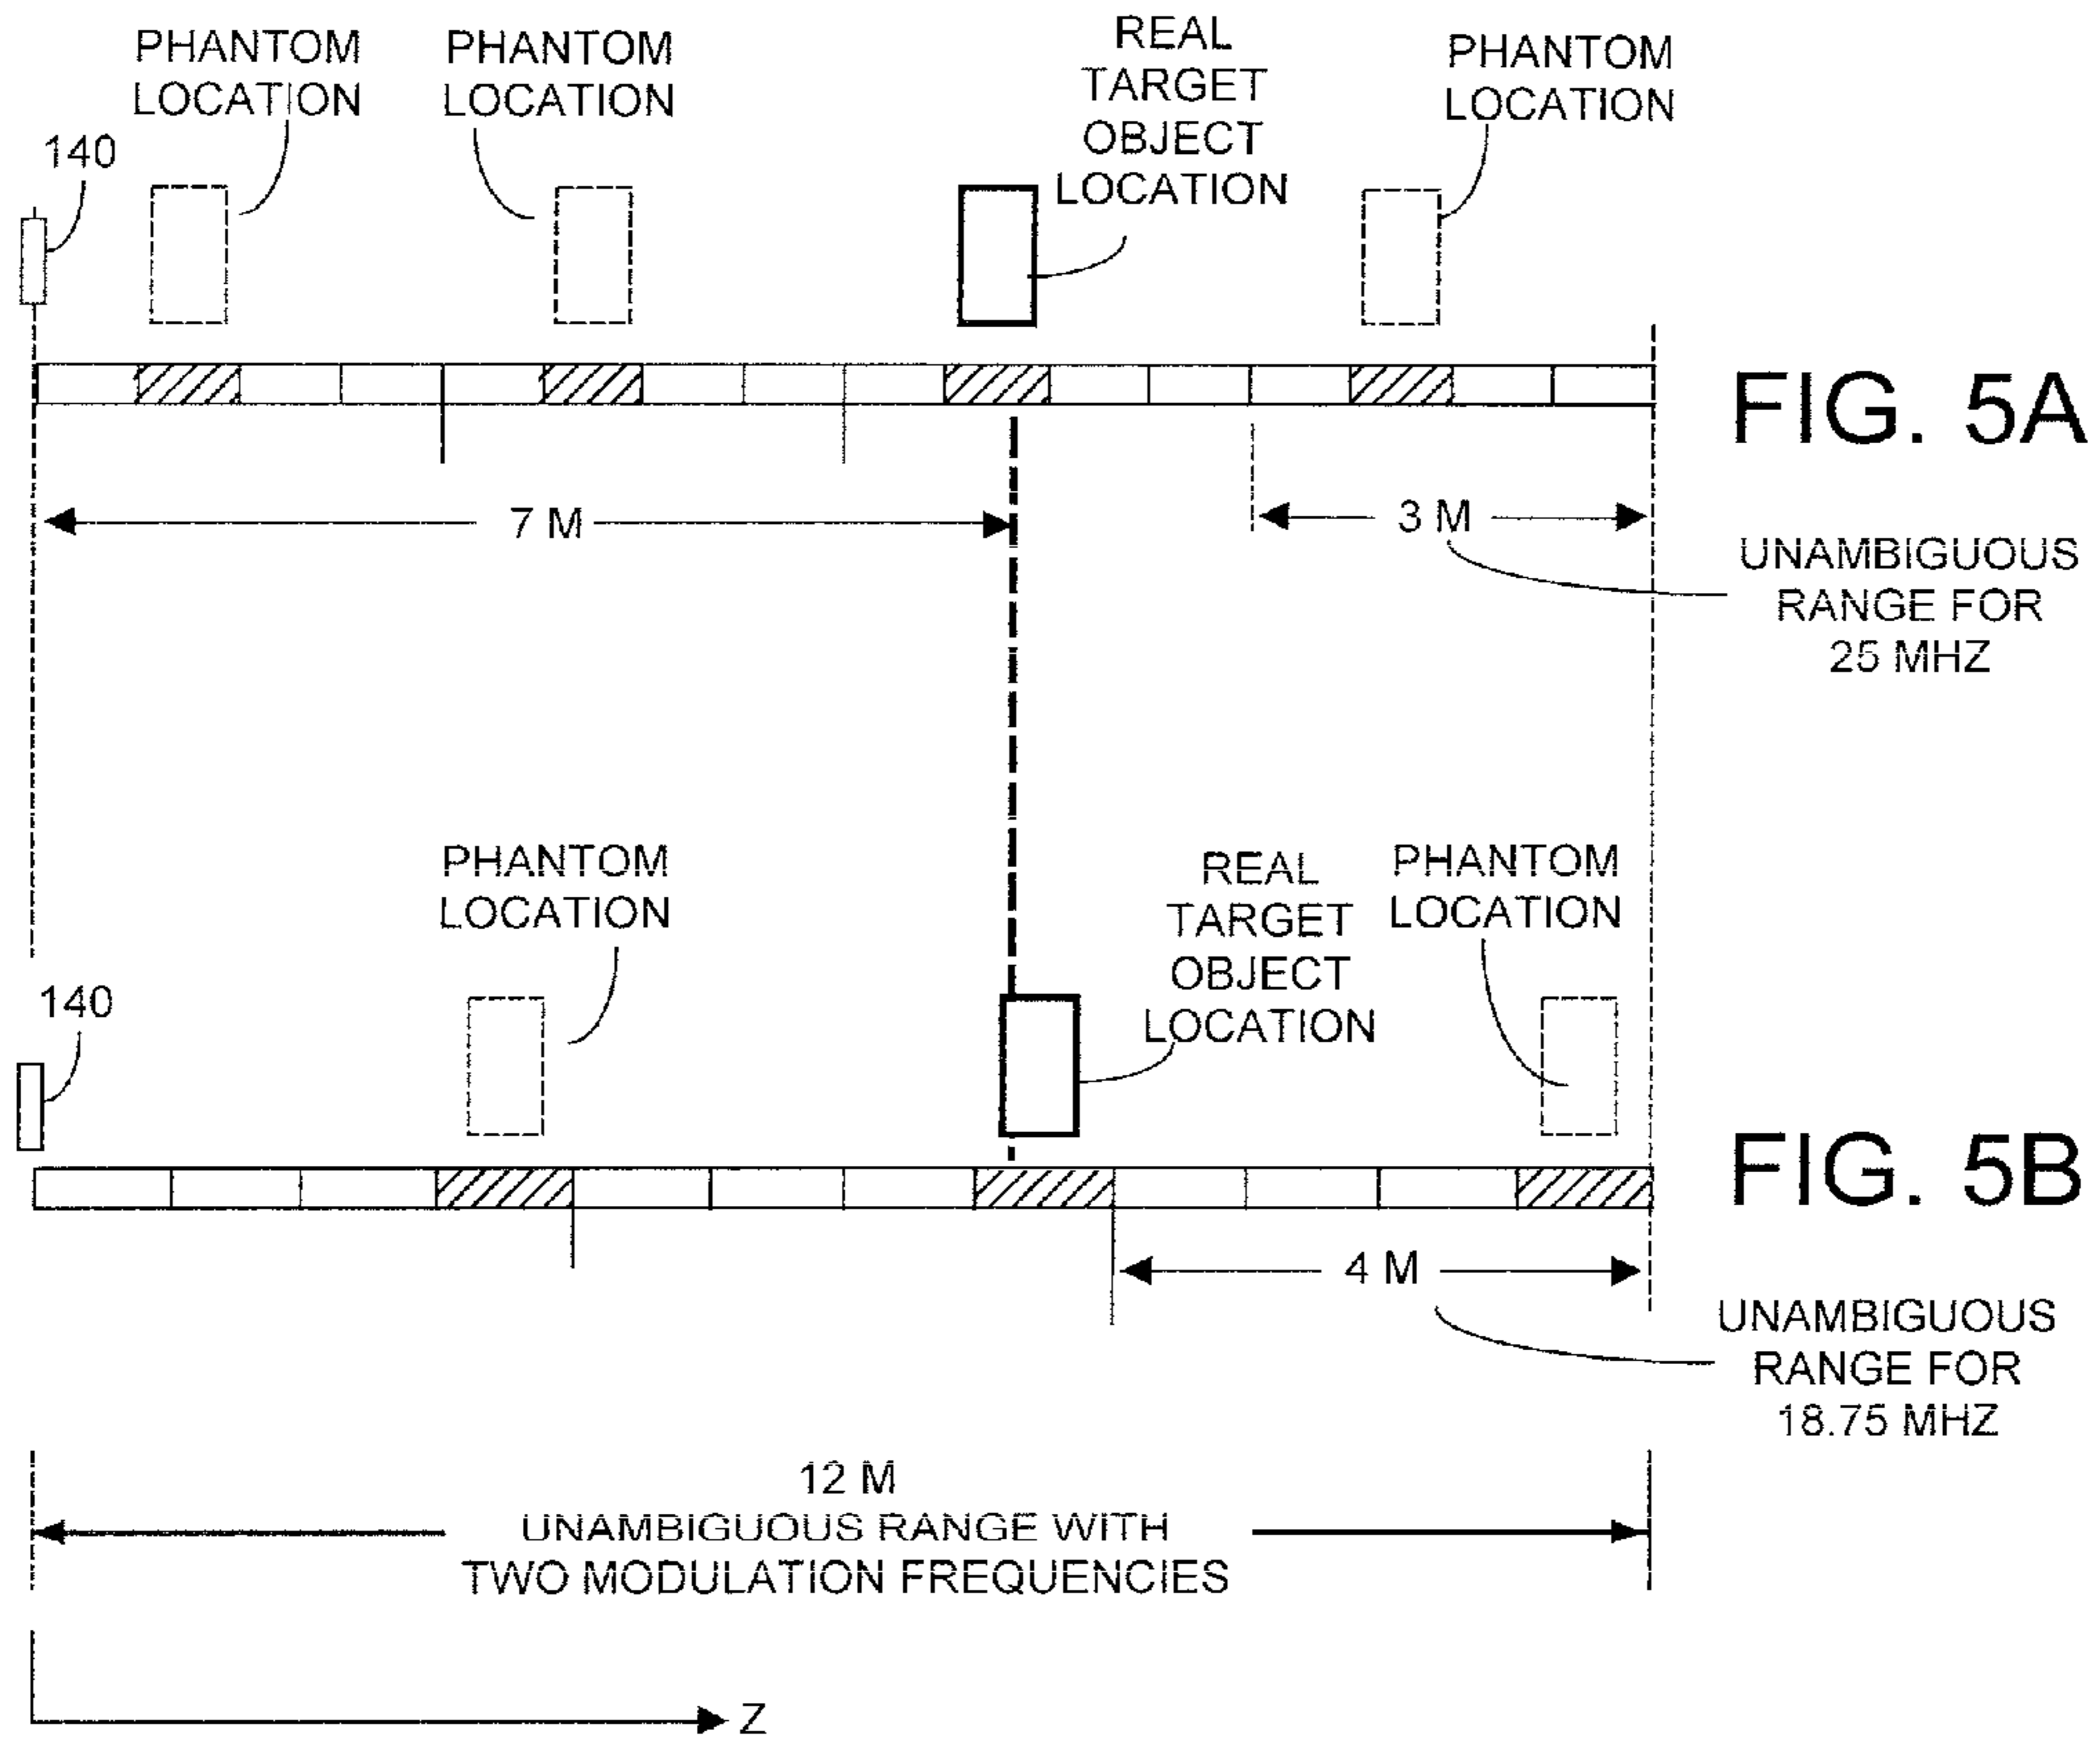 PHANTOM
LOCATION
PHANTOM
LOCATION
REAL
TARGET
OBJECT
LOCATION
PHANTOM
LOCATION
140
FIG. 5A
7 M
3 M
UNAMBIGUOUS
RANGE FOR
25 MHZ
PHANTOM
LOCATION
REAL
TARGET
OBJECT
LOCATION
PHANTOM
LOCATION
140
FIG. 5B
4 M
UNAMBIGUOUS
RANGE FOR
18.75 MHZ
12 M
UNAMBIGUOUS RANGE WITH
TWO MODULATION FREQUENCIES
Z